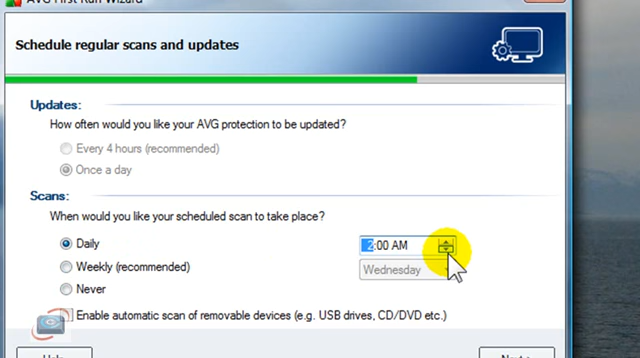 AVG First Run Wizard
Schedule regular scans and updates
Updates:
How often would you like your AVG protection to be updated?
Every 4 hours (recommended)
Once a day
Scans:
When would you like your scheduled scan to take place?
Daily
2:00 AM
Weekly (recommended)
Wednesday
Never
Enable automatic scan of removable devices (e.g. USB drives, CD/DVD etc.)
Help
Next